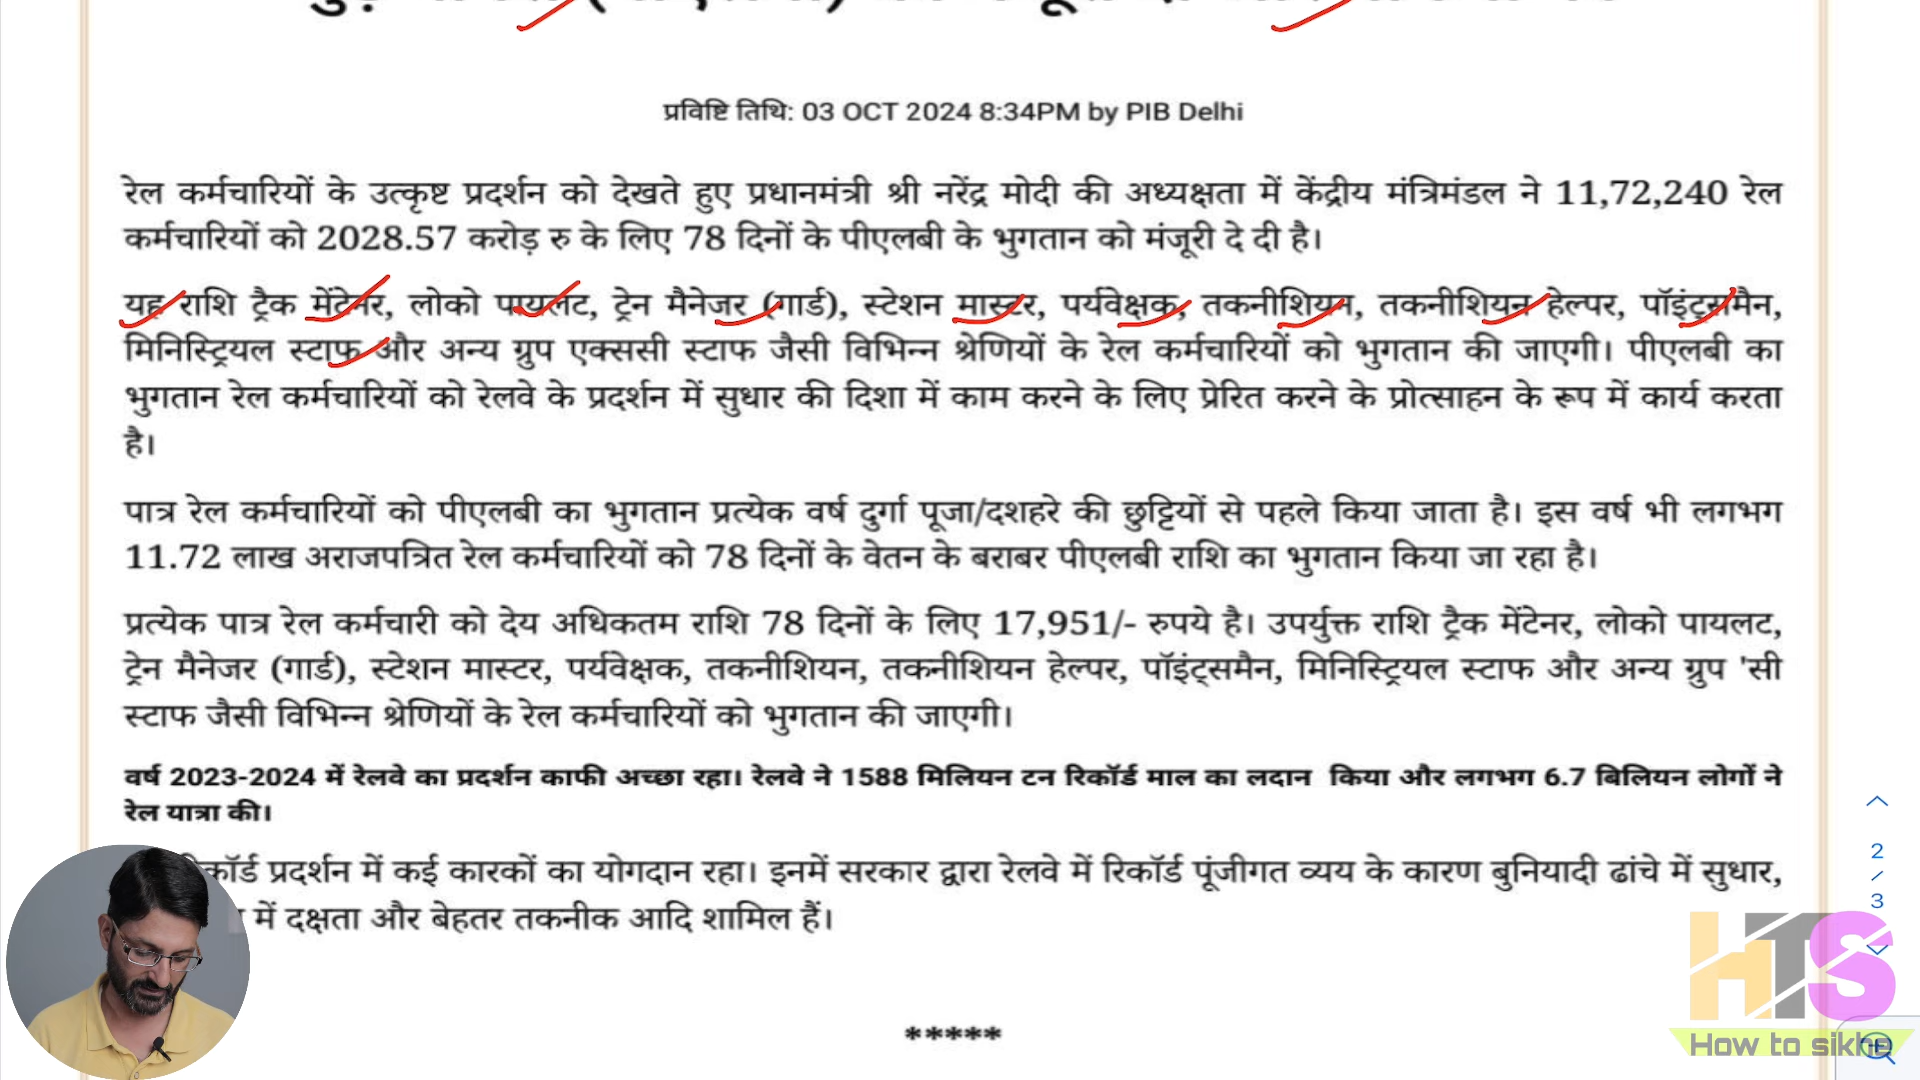 प्रविष्टि तिथि: 03 OCT 2024 8:34PM by PIB Delhi
रेल कर्मचारियों के उत्कृष्ट प्रदर्शन को देखते हुए प्रधानमंत्री श्री नरेंद्र मोदी की अध्यक्षता में केंद्रीय मंत्रिमंडल ने 11,72,240 रेल
कर्मचारियों को 2028.57 करोड़ रु के लिए 78 दिनों के पीएलबी के भुगतान को मंजूरी दे दी है।
यह राशि ट्रैक मेंटेनर, लोको पायलट, ट्रेन मैनेजर (गार्ड), स्टेशन मास्टर, पर्यवेक्षक, तकनीशियन, तकनीशियन हेल्पर, पॉइंट्समैन,
मिनिस्ट्रियल स्टाफ और अन्य ग्रुप एक्ससी स्टाफ जैसी विभिन्न श्रेणियों के रेल कर्मचारियों को भुगतान की जाएगी। पीएलबी का
भुगतान रेल कर्मचारियों को रेलवे के प्रदर्शन में सुधार की दिशा में काम करने के लिए प्रेरित करने के प्रोत्साहन के रूप में कार्य करता
है।
पात्र रेल कर्मचारियों को पीएलबी का भुगतान प्रत्येक वर्ष दुर्गा पूजा/दशहरे की छुट्टियों से पहले किया जाता है। इस वर्ष भी लगभग
11.72 लाख अराजपत्रित रेल कर्मचारियों को 78 दिनों के वेतन के बराबर पीएलबी राशि का भुगतान किया जा रहा है।
प्रत्येक पात्र रेल कर्मचारी को देय अधिकतम राशि 78 दिनों के लिए 17,951/- रुपये है। उपर्युक्त राशि ट्रैक मेंटेनर, लोको पायलट,
ट्रेन मैनेजर (गार्ड), स्टेशन मास्टर, पर्यवेक्षक, तकनीशियन, तकनीशियन हेल्पर, पॉइंट्समैन, मिनिस्ट्रियल स्टाफ और अन्य ग्रुप 'सी
स्टाफ जैसी विभिन्न श्रेणियों के रेल कर्मचारियों को भुगतान की जाएगी।
वर्ष 2023-2024 में रेलवे का प्रदर्शन काफी अच्छा रहा। रेलवे ने 1588 मिलियन टन रिकॉर्ड माल का लदान किया और लगभग 6.7 बिलियन लोगों ने
रेल यात्रा की।
प्रदर्शन में कई कारकों का योगदान रहा। इनमें सरकार द्वारा रेलवे में रिकॉर्ड पूंजीगत व्यय के कारण बुनियादी ढांचे में सुधार,
में दक्षता और बेहतर तकनीक आदि शामिल हैं।
*****
2
/
3
HTS
How to sikhe